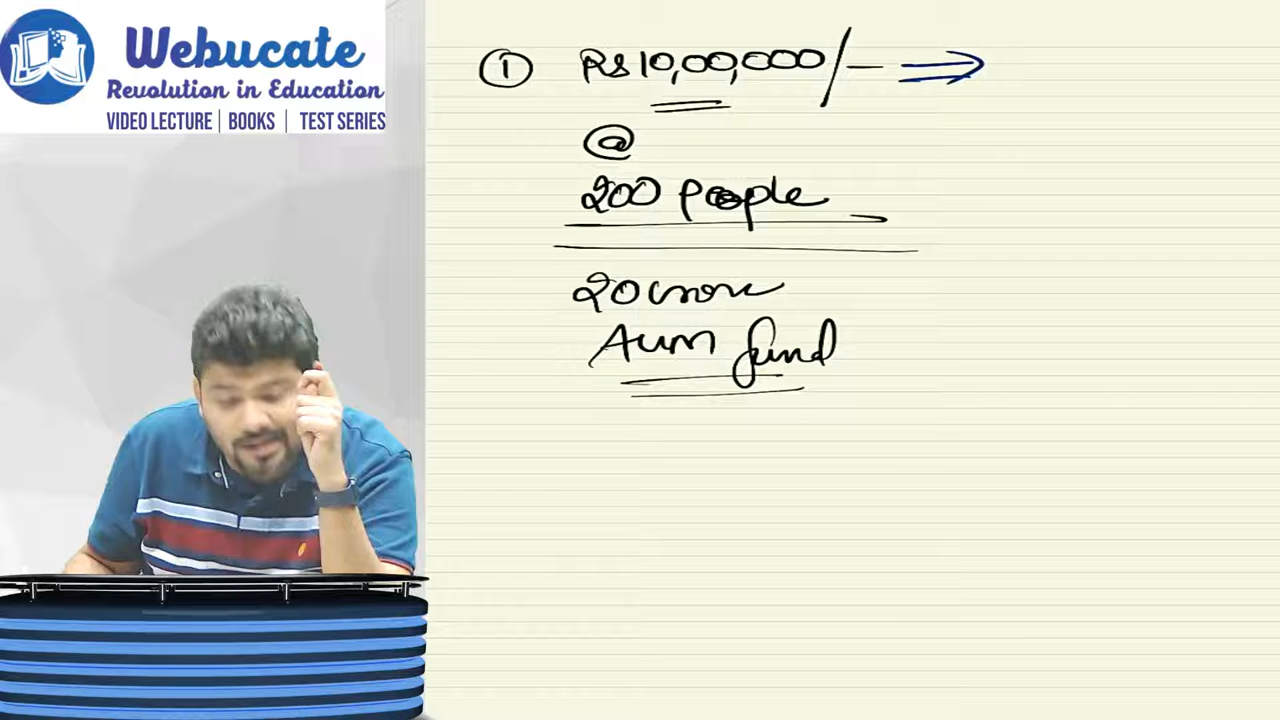 Webucate
Revolution in Education
VIDEO LECTURE | BOOKS | TEST SERIES
① Rs 10,00,000/- ⇒
@
200 People
20 crore
Aum fund